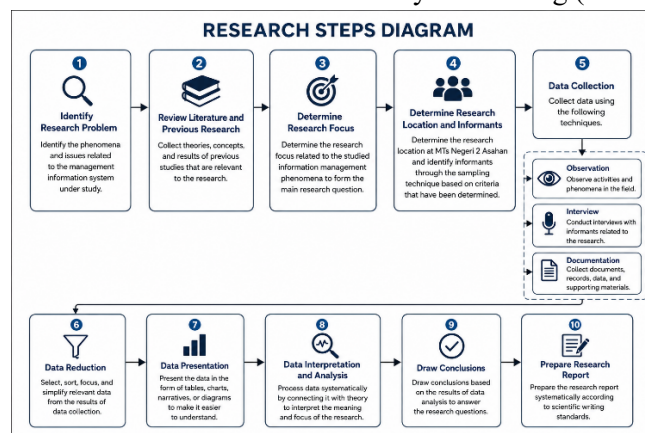 RESEARCH STEPS DIAGRAM
1
Identify
Research Problem
Identify the phenomena
and issues related to
the management
information system
under study.
2
Review Literature and
Previous Research
Collect theories, concepts,
and results of previous
studies that are relevant
to the research.
3
Determine
Research Focus
Determine the research
focus related to the studied
information management
phenomena to form the
main research question.
4
Determine Research
Location and Informants
Determine the research
location at MTs Negeri 2 Asahan
and identify informants
through the sampling
technique based on criteria
that have been determined.
5
Data Collection
Collect data using
the following
techniques.
Observation
Observe activities and
phenomena in the field.
Interview
Conduct interviews with
informants related to
the research.
Documentation
Collect documents,
records, data, and
supporting materials.
6
Data Reduction
Select, sort, focus, and
simplify relevant data
from the results of
data collection.
7
Data Presentation
Present the data in the
form of tables, charts,
narratives, or diagrams
to make it easier
to understand.
8
Data Interpretation
and Analysis
Process data systematically
by connecting it with theory
to interpret the meaning
and focus of the research.
9
Draw Conclusions
Draw conclusions based
on the results of data
analysis to answer
the research questions.
10
Prepare Research
Report
Prepare the research report
systematically according
to scientific writing
standards.